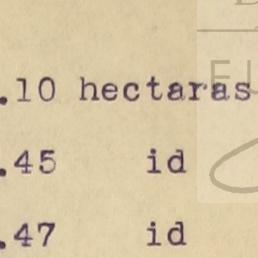 .10 hectaras
.45 id
.47 id